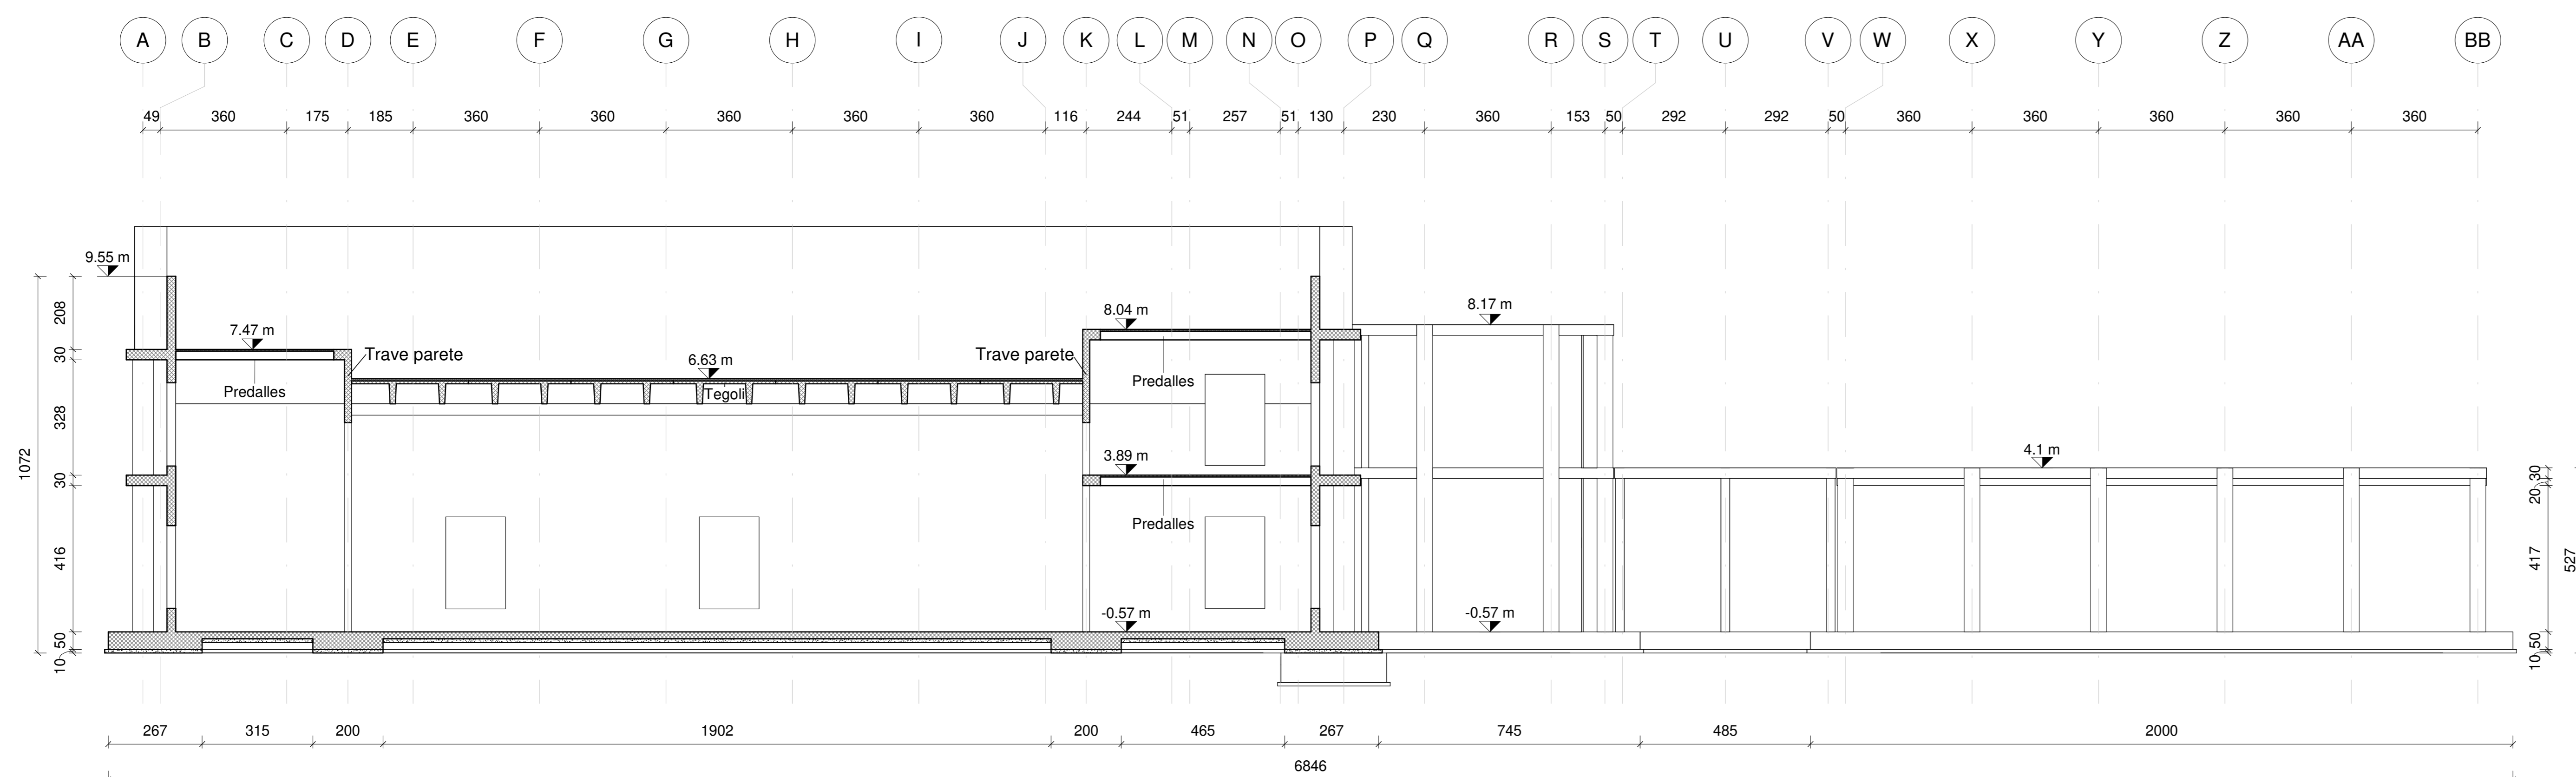 A B C D E F G H I J K L M N O P Q R S T U V W X Y Z AA BB
49 360 175 185 360 360 360 360 360 116 244 51 257 51 130 230 360 153 50 292 292 50 360 360 360 360 360
9.55 m
8.17 m
8.04 m
7.47 m
Trave parete
Trave parete
6.63 m
Predalles
Predalles
Tegoli
4.1 m
3.89 m
Predalles
-0.57 m
-0.57 m
1072
208
30
328
30
416
50
10
30
20
417
50
10
527
267 315 200 1902 200 465 267 745 485 2000
6846